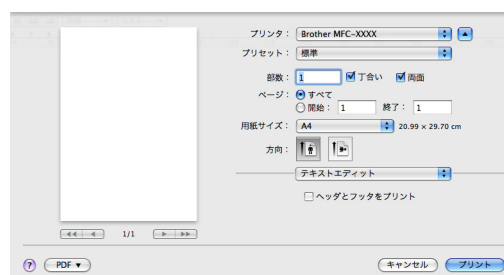 プリンタ： Brother MFC-XXXX
プリセット： 標準
部数： 1 丁合い 両面
ページ： すべて
開始： 1 終了： 1
用紙サイズ： A4 20.99 x 29.70 cm
方向：
テキストエディット
ヘッダとフッタをプリント
1/1
? PDF ▼ キャンセル プリント